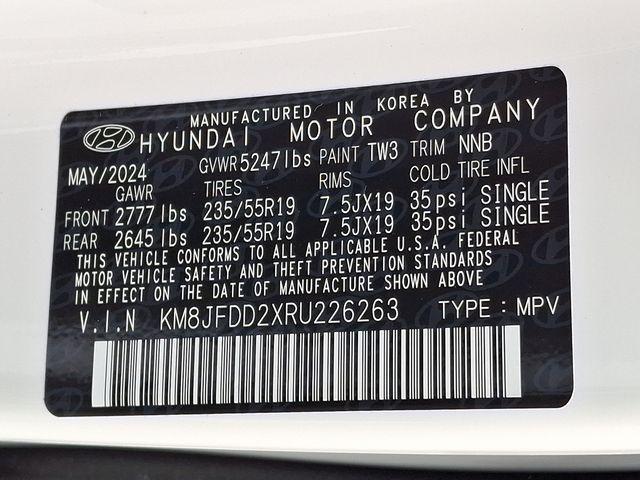 MANUFACTURED IN KOREA BY
HYUNDAI MOTOR COMPANY
MAY/2024 GVWR 5247lbs PAINT TW3 TRIM NNB
GAWR TIRES RIMS COLD TIRE INFL
FRONT 2777lbs 235/55R19 7.5JX19 35psi SINGLE
REAR 2645lbs 235/55R19 7.5JX19 35psi SINGLE
THIS VEHICLE CONFORMS TO ALL APPLICABLE U.S.A. FEDERAL
MOTOR VEHICLE SAFETY AND THEFT PREVENTION STANDARDS
IN EFFECT ON THE DATE OF MANUFACTURE SHOWN ABOVE
V.I.N KM8JFDD2XRU226263 TYPE : MPV